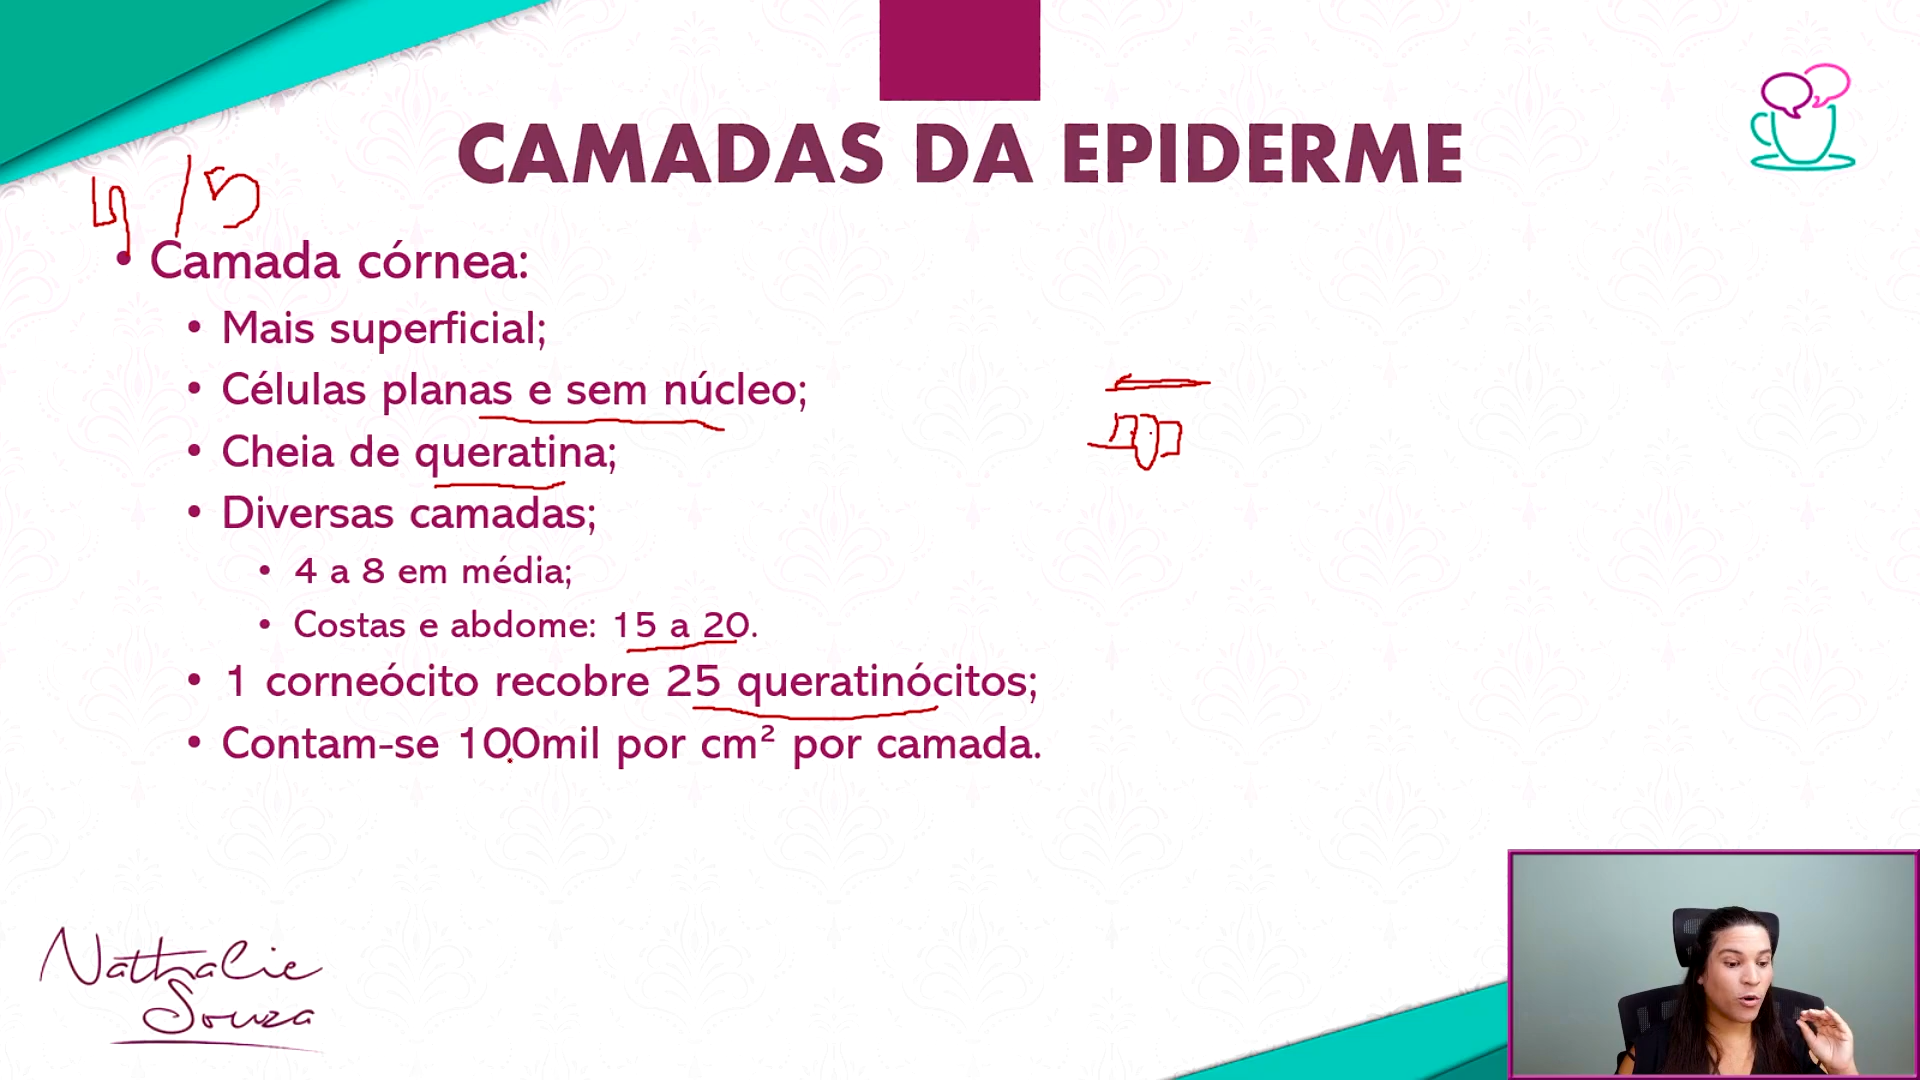 CAMADAS DA EPIDERME
4/5
• Camada córnea:
• Mais superficial;
• Células planas e sem núcleo;
• Cheia de queratina;
• Diversas camadas;
• 4 a 8 em média;
• Costas e abdome: 15 a 20.
• 1 corneócito recobre 25 queratinócitos;
• Contam-se 100mil por cm² por camada.
Nathalie
Souza